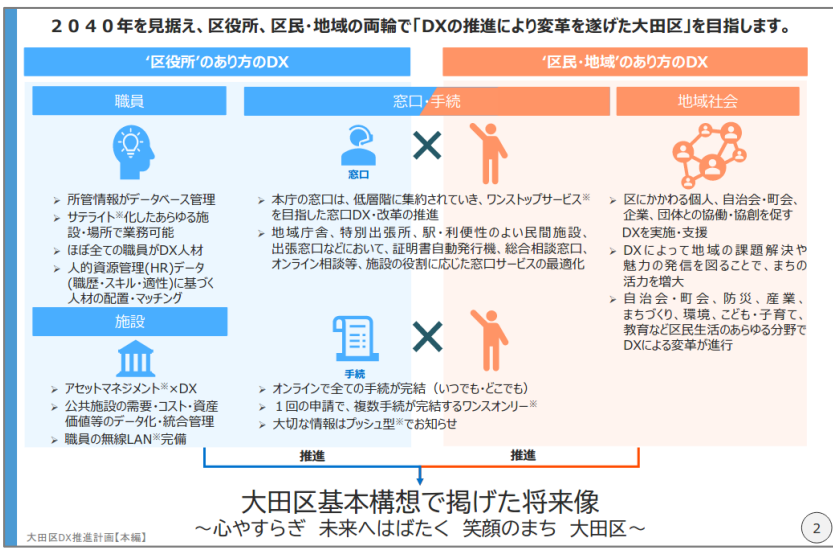 ２０４０年を見据え、区役所、区民・地域の両輪で「DXの推進により変革を遂げた大田区」を目指します。
‘区役所’のあり方のDX
‘区民・地域’のあり方のDX
職員
窓口・手続
地域社会
窓口
➢ 所管情報がデータベース管理
➢ サテライト※化したあらゆる施
設・場所で業務可能
➢ ほぼ全ての職員がDX人材
➢ 人的資源管理(HR)データ
(職歴・スキル・適性)に基づく
人材の配置・マッチング
➢ 本庁の窓口は、低層階に集約されていき、ワンストップサービス※
を目指した窓口DX・改革の推進
➢ 地域庁舎、特別出張所、駅・利便性のよい民間施設、
出張窓口などにおいて、証明書自動発行機、総合相談窓口、
オンライン相談等、施設の役割に応じた窓口サービスの最適化
➢ 区にかかわる個人、自治会・町会、
企業、団体との協働・協創を促す
DXを実施・支援
➢ DXによって地域の課題解決や
魅力の発信を図ることで、まちの
活力を増大
➢ 自治会・町会、防災、産業、
まちづくり、環境、こども・子育て、
教育など区民生活のあらゆる分野で
DXによる変革が進行
施設
手続
➢ アセットマネジメント※×DX
➢ 公共施設の需要・コスト・資産
価値等のデータ化・統合管理
➢ 職員の無線LAN※完備
➢ オンラインで全ての手続が完結（いつでも・どこでも）
➢ １回の申請で、複数手続が完結するワンスオンリー※
➢ 大切な情報はプッシュ型※でお知らせ
推進
推進
大田区基本構想で掲げた将来像
～心やすらぎ 未来へはばたく 笑顔のまち 大田区～
大田区DX推進計画【本編】
2